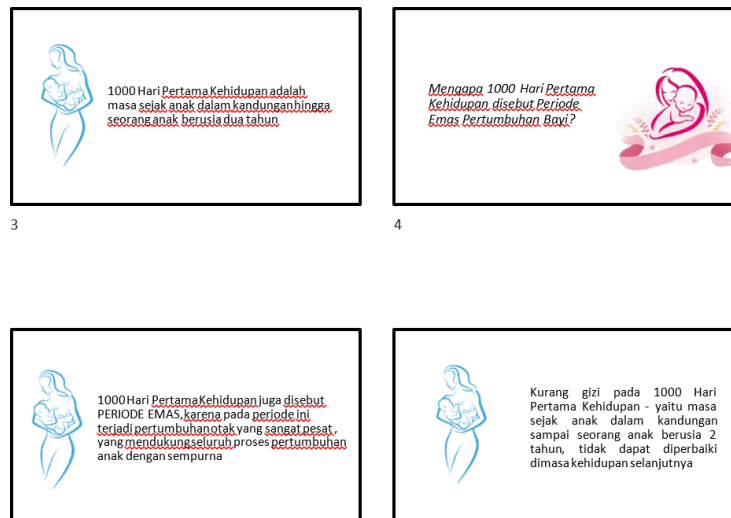 1000 Hari Pertama Kehidupan adalah
masa sejak anak dalam kandungan hingga
seorang anak berusia dua tahun
3
Mengapa 1000 Hari Pertama
Kehidupan disebut Periode
Emas Pertumbuhan Bayi?
4
1000 Hari Pertama Kehidupan juga disebut
PERIODE EMAS, karena pada periode ini
terjadi pertumbuhan otak yang sangat pesat,
yang mendukung seluruh proses pertumbuhan
anak dengan sempurna
Kurang gizi pada 1000 Hari
Pertama Kehidupan - yaitu masa
sejak anak dalam kandungan
sampai seorang anak berusia 2
tahun, tidak dapat diperbaiki
dimasa kehidupan selanjutnya